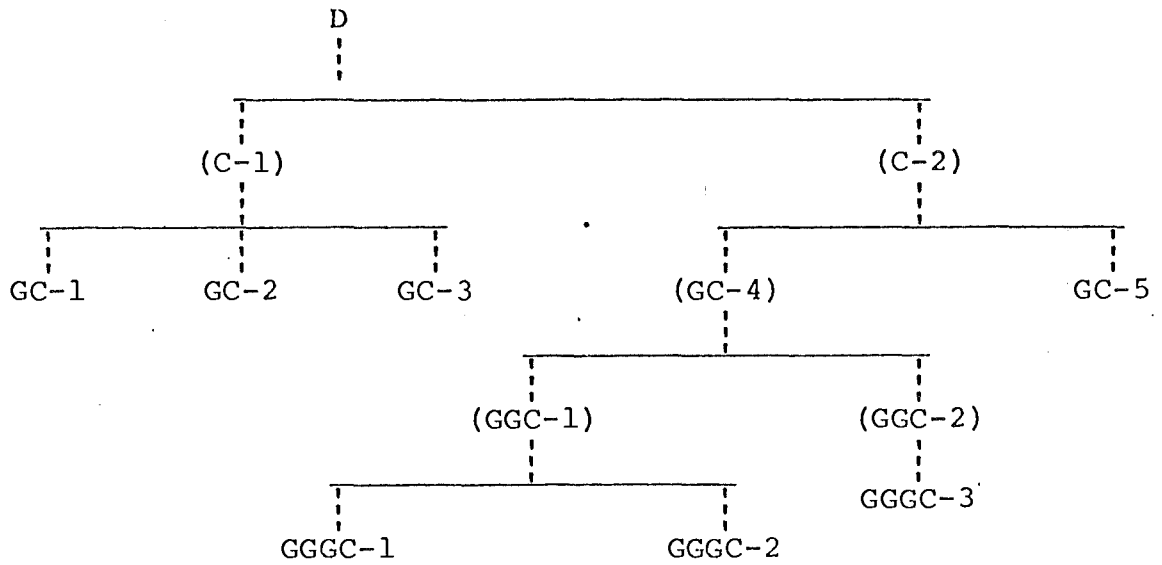 D
(C-1) (C-2)
GC-1 GC-2 GC-3 (GC-4) GC-5
(GGC-1) (GGC-2)
GGGC-3
GGGC-1 GGGC-2